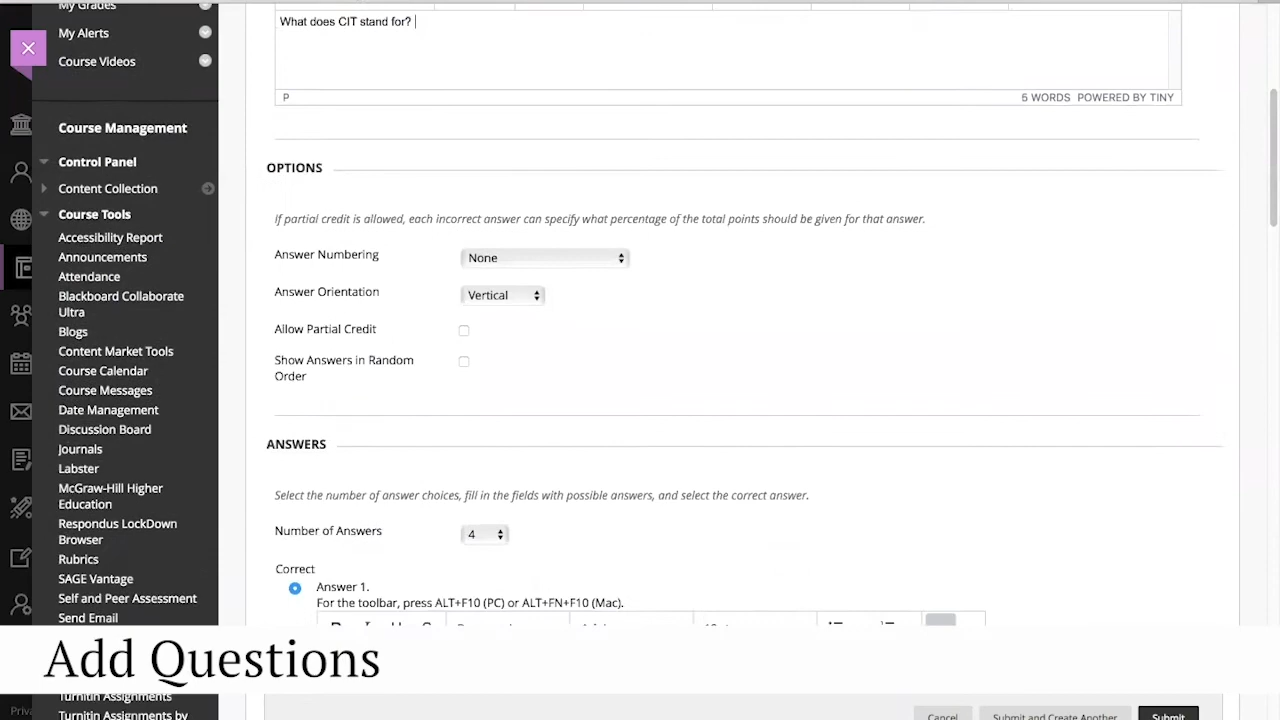 My Grades
My Alerts
Course Videos
Course Management
Control Panel
Content Collection
Course Tools
Accessibility Report
Announcements
Attendance
Blackboard Collaborate
Ultra
Blogs
Content Market Tools
Course Calendar
Course Messages
Date Management
Discussion Board
Journals
Labster
McGraw-Hill Higher
Education
Respondus LockDown
Browser
Rubrics
SAGE Vantage
Self and Peer Assessment
Send Email
Turnitin Assignments
Turnitin Assignments by
What does CIT stand for?
P
5 WORDS POWERED BY TINY
OPTIONS
If partial credit is allowed, each incorrect answer can specify what percentage of the total points should be given for that answer.
Answer Numbering
None
Answer Orientation
Vertical
Allow Partial Credit
Show Answers in Random
Order
ANSWERS
Select the number of answer choices, fill in the fields with possible answers, and select the correct answer.
Number of Answers
4
Correct
Answer 1.
For the toolbar, press ALT+F10 (PC) or ALT+FN+F10 (Mac).
Add Questions
Cancel
Submit and Create Another
Submit